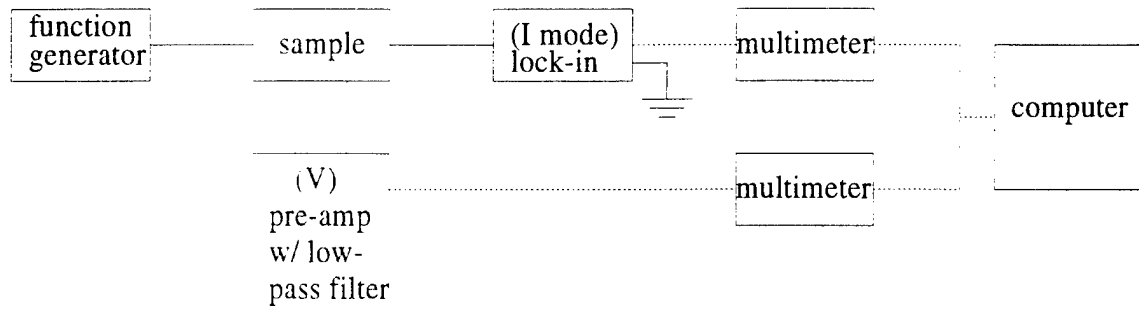 function
generator
sample
(I mode)
lock-in
multimeter
computer
(V)
pre-amp
w/ low-
pass filter
multimeter